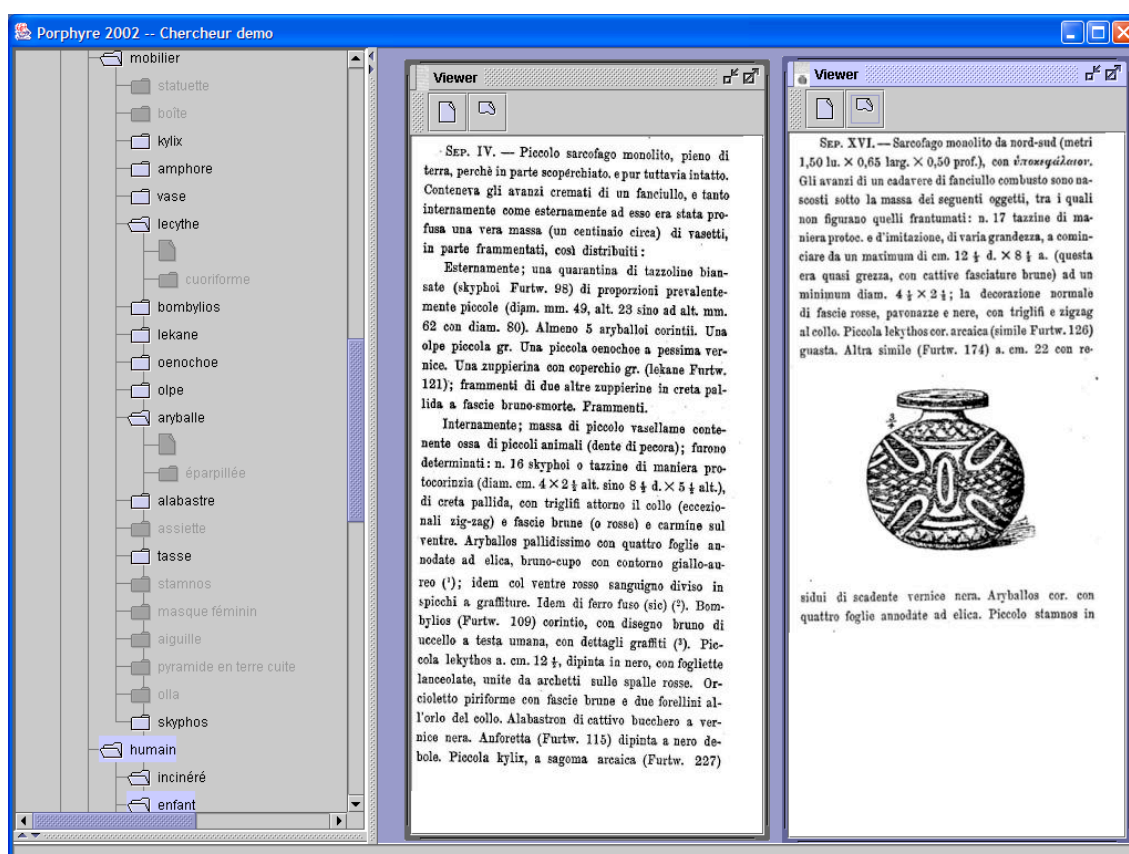 Porphyre 2002 -- Chercheur demo
mobilier
statuette
boîte
kylix
amphore
vase
lecythe
cuoriforme
bombylios
lekane
oenochoe
olpe
aryballe
éparpillée
alabastre
assiette
tasse
stamnos
masque féminin
aiguille
pyramide en terre cuite
olla
skyphos
humain
incinéré
enfant
Viewer
SEP. IV. — Piccolo sarcofago monolito, pieno di
terra, perchè in parte scoperchiato. e pur tuttavia intatto.
Conteneva gli avanzi cremati di un fanciullo, e tanto
internamente come esternamente ad esso era stata pro-
fusa una vera massa (un centinaio circa) di vasetti,
in parte frammentati, così distribuiti :
Esternamente; una quarantina di tazzoline bian-
sate (skyphoi Furtw. 98) di proporzioni prevalente-
mente piccole (diam. mm. 49, alt. 23 sino ad alt. mm.
62 con diam. 80). Almeno 5 aryballoi corintii. Una
olpe piccola gr. Una piccola oenochoe a pessima ver-
nice. Una zuppierina con coperchio gr. (lekane Furtw.
121); frammenti di due altre zuppierine in creta pal-
lida a fascie bruno-smorte. Frammenti.
Internamente; massa di piccolo vasellame conte-
nente ossa di piccoli animali (dente di pecora); furono
determinati: n. 16 skyphoi o tazzine di maniera pro-
tocorinzia (diam. cm. 4 × 2 ½ alt. sino 8 ½ d. × 5 ½ alt.),
di creta pallida, con triglifi attorno il collo (eccezio-
nali zig-zag) e fascie brune (o rosse) e carmine sul
ventre. Aryballos pallidissimo con quattro foglie an-
nodate ad elica, bruno-cupo con contorno giallo-au-
reo (¹); idem col ventre rosso sanguigno diviso in
spicchi a graffiture. Idem di ferro fuso (sic) (²). Bom-
bylios (Furtw. 109) corintio, con disegno bruno di
uccello a testa umana, con dettagli graffiti (³). Pic-
cola lekythos a. cm. 12 ½, dipinta in nero, con fogliette
lanceolate, unite da archetti sulle spalle rosse. Or-
cioletto piriforme con fascie brune e due forellini al-
l'orlo del collo. Alabastron di cattivo bucchero a ver-
nice nera. Anforetta (Furtw. 115) dipinta a nero de-
bole. Piccola kylix, a sagoma arcaica (Furtw. 227)
Viewer
SEP. XVI. — Sarcofago monolito da nord-sud (metri
1,50 lu. × 0,65 larg. × 0,50 prof.), con ὑποκεφάλαιον.
Gli avanzi di un cadavere di fanciullo combusto sono na-
scosti sotto la massa dei seguenti oggetti, tra i quali
non figurano quelli frantumati: n. 17 tazzine di ma-
niera protoc. e d'imitazione, di varia grandezza, a comin-
ciare da un maximum di cm. 12 ½ d. × 8 ½ a. (questa
era quasi grezza, con cattive fasciature brune) ad un
minimum diam. 4 ½ × 2 ½; la decorazione normale
di fascie rosse, pavonazze e nere, con triglifi e zigzag
al collo. Piccola lekythos cor. arcaica (simile Furtw. 126)
guasta. Altra simile (Furtw. 174) a. cm. 22 con re-
sidui di scadente vernice nera. Aryballos cor. con
quattro foglie annodate ad elica. Piccolo stamnos in